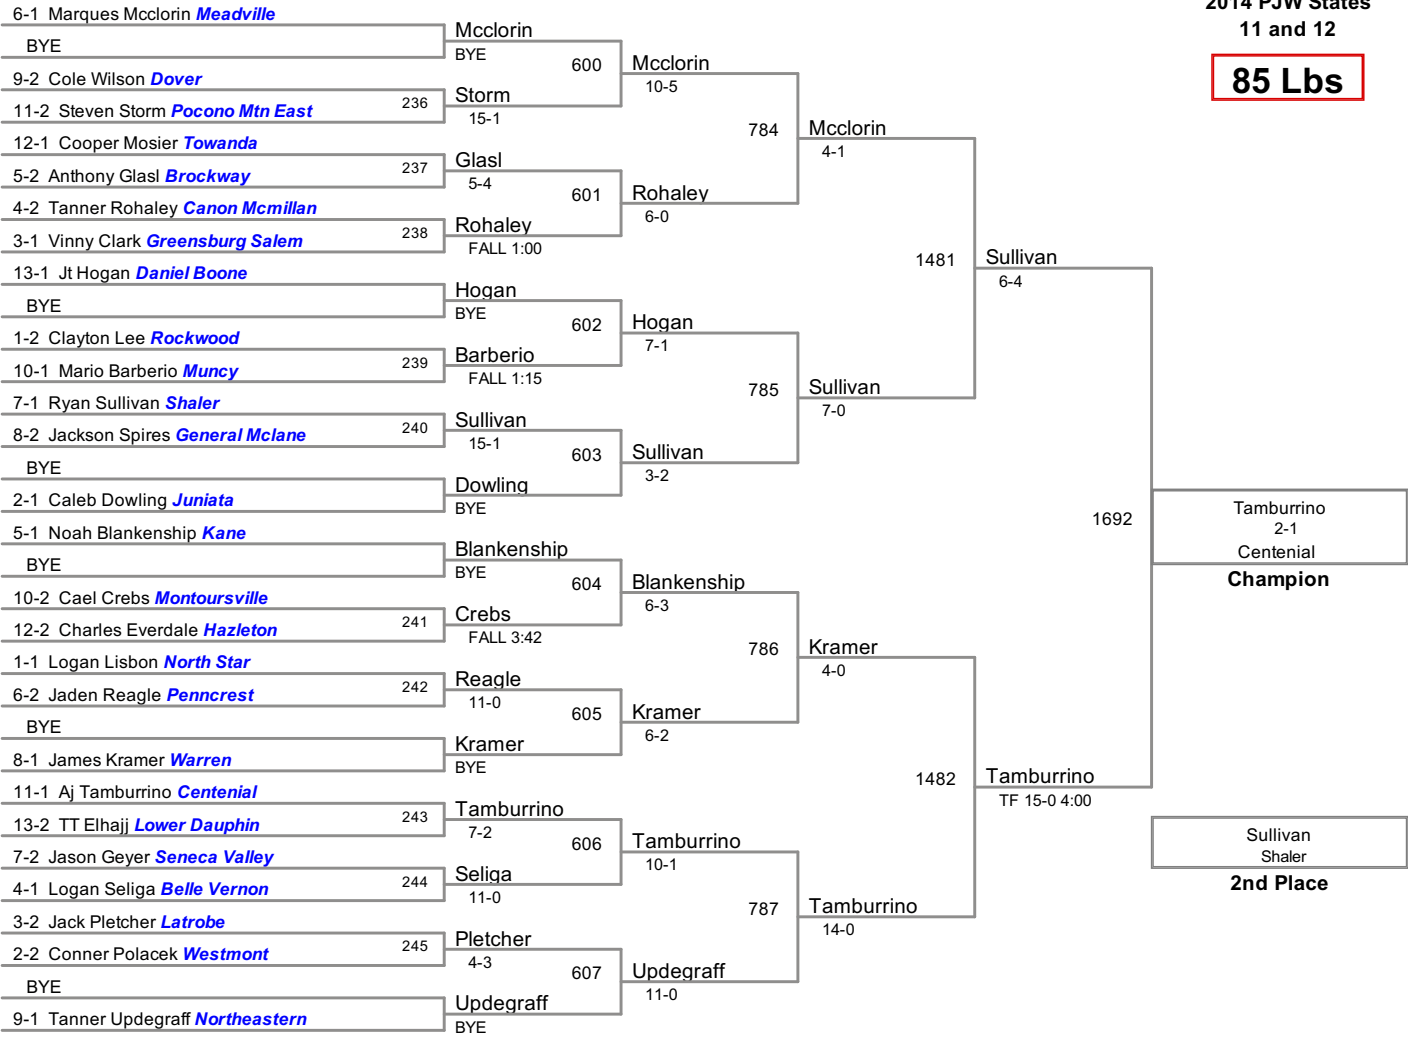 2014 PJW States
11 and 12
85 Lbs
6-1 Marques Mcclorin Meadville
BYE
9-2 Cole Wilson Dover
11-2 Steven Storm Pocono Mtn East
12-1 Cooper Mosier Towanda
5-2 Anthony Glasl Brockway
4-2 Tanner Rohaley Canon Mcmillan
3-1 Vinny Clark Greensburg Salem
13-1 Jt Hogan Daniel Boone
BYE
1-2 Clayton Lee Rockwood
10-1 Mario Barberio Muncy
7-1 Ryan Sullivan Shaler
8-2 Jackson Spires General Mclane
BYE
2-1 Caleb Dowling Juniata
5-1 Noah Blankenship Kane
BYE
10-2 Cael Crebs Montoursville
12-2 Charles Everdale Hazleton
1-1 Logan Lisbon North Star
6-2 Jaden Reagle Penncrest
BYE
8-1 James Kramer Warren
11-1 Aj Tamburrino Centenial
13-2 TT Elhajj Lower Dauphin
7-2 Jason Geyer Seneca Valley
4-1 Logan Seliga Belle Vernon
3-2 Jack Pletcher Latrobe
2-2 Conner Polacek Westmont
BYE
9-1 Tanner Updegraff Northeastern
236
237
238
239
240
241
242
243
244
245
Mcclorin
BYE
Storm
15-1
Glasl
5-4
Rohaley
FALL 1:00
Hogan
BYE
Barberio
FALL 1:15
Sullivan
15-1
Dowling
BYE
Blankenship
BYE
Crebs
FALL 3:42
Reagle
11-0
Kramer
BYE
Tamburrino
7-2
Seliga
11-0
Pletcher
4-3
Updegraff
BYE
600
601
602
603
604
605
606
607
Mcclorin
10-5
Rohaley
6-0
Hogan
7-1
Sullivan
3-2
Blankenship
6-3
Kramer
6-2
Tamburrino
10-1
Updegraff
11-0
784
785
786
787
Mcclorin
4-1
Sullivan
7-0
Kramer
4-0
Tamburrino
14-0
1481
1482
Sullivan
6-4
Tamburrino
TF 15-0 4:00
1692
Tamburrino
2-1
Centenial
Champion
Sullivan
Shaler
2nd Place